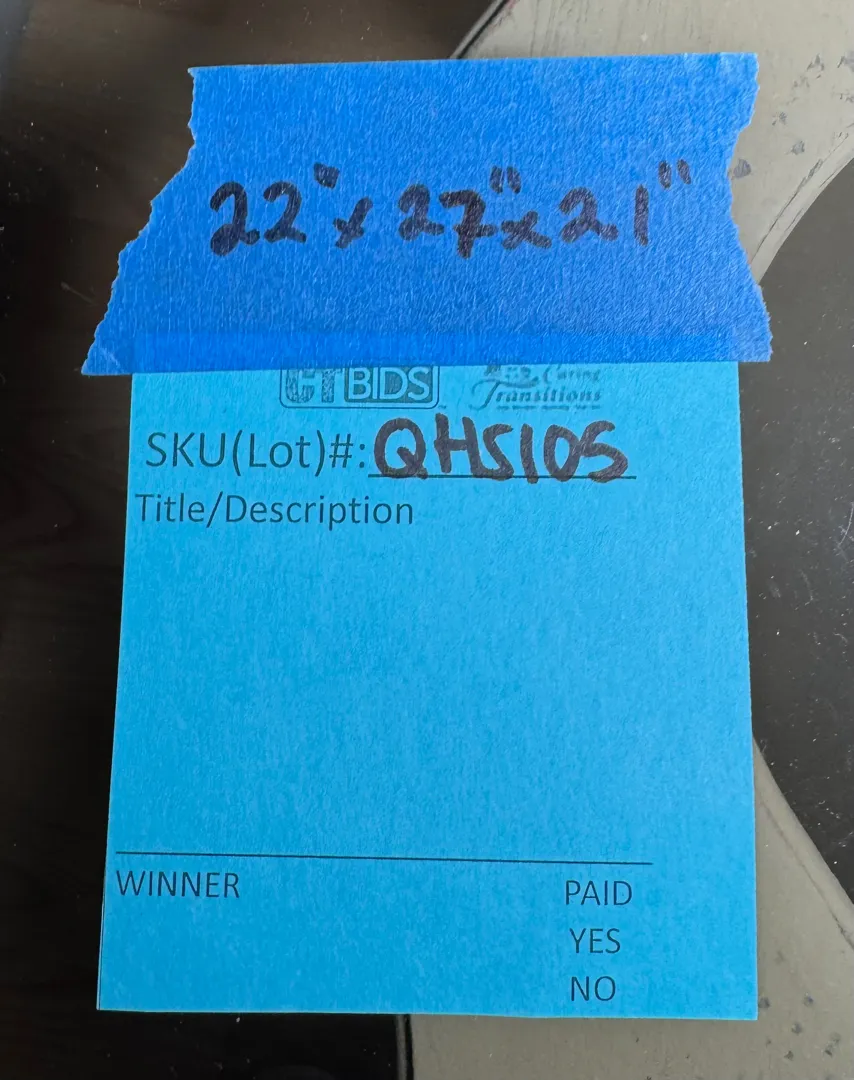 22" x 27" x 21"
CTBIDS
Caring
Transitions
SKU(Lot)#: QHS105
Title/Description
WINNER
PAID
YES
NO